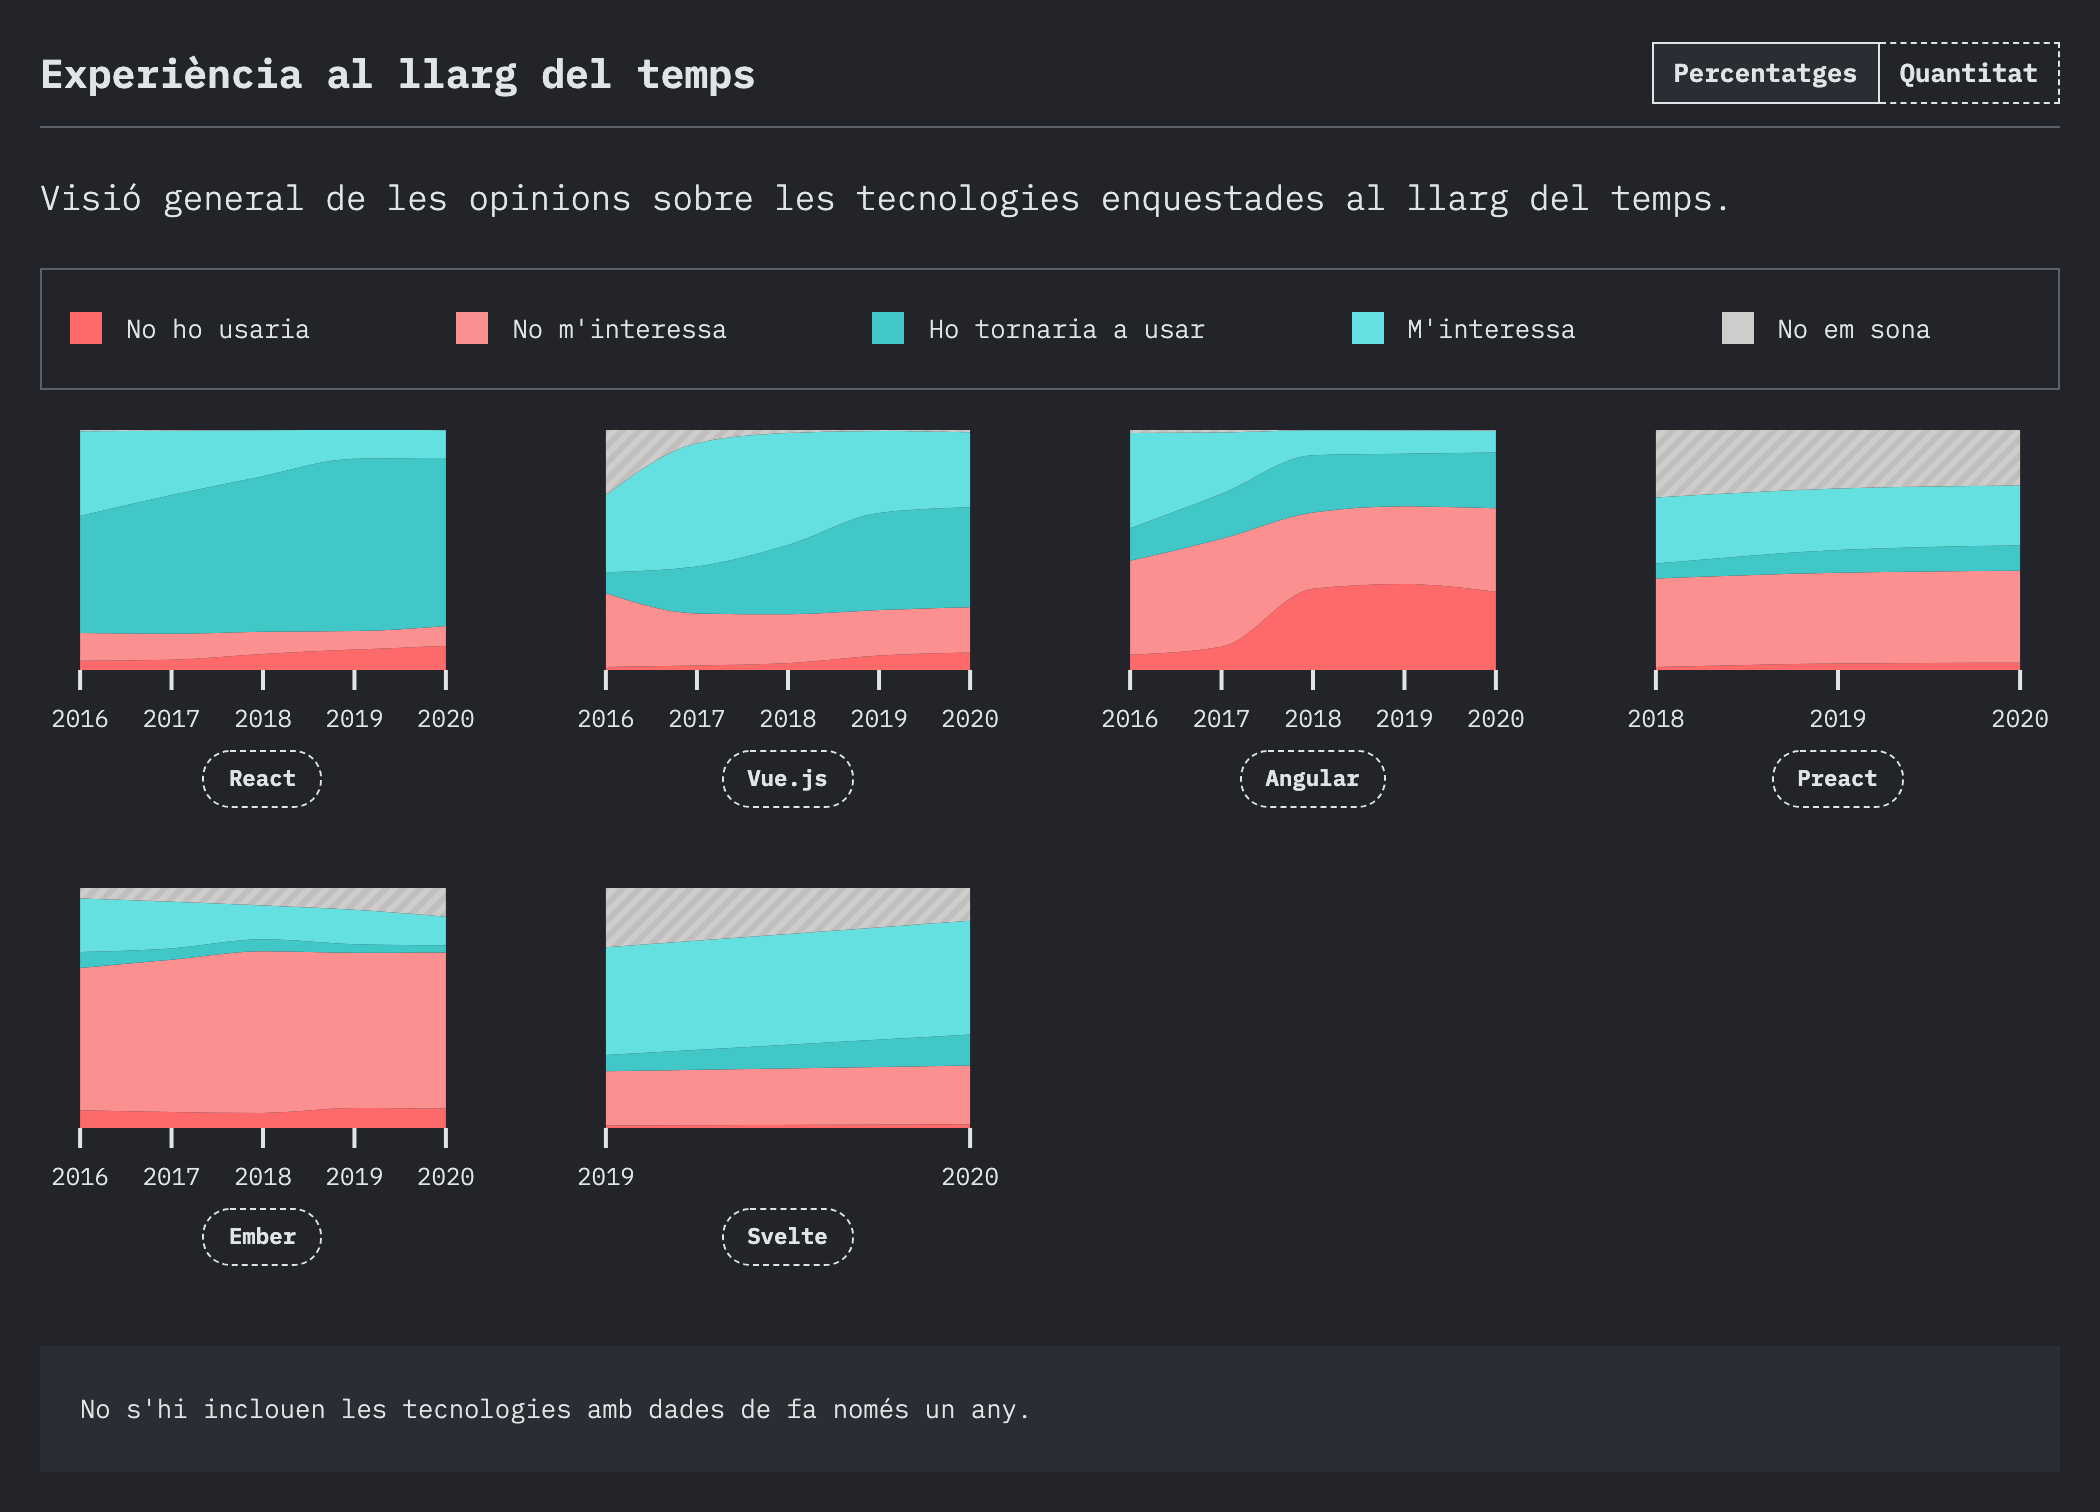 Experiència al llarg del temps
Percentatges Quantitat
Visió general de les opinions sobre les tecnologies enquestades al llarg del temps.
No ho usaria No m'interessa Ho tornaria a usar M'interessa No em sona
2016 2017 2018 2019 2020 2016 2017 2018 2019 2020 2016 2017 2018 2019 2020 2018 2019 2020
React Vue.js Angular Preact
2016 2017 2018 2019 2020 2019 2020
Ember Svelte
No s'hi inclouen les tecnologies amb dades de fa només un any.